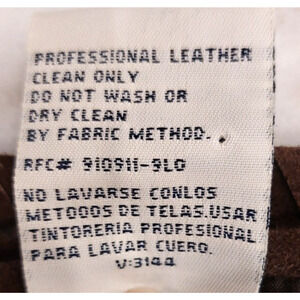 PROFESSIONAL LEATHER
CLEAN ONLY
DO NOT WASH OR
DRY CLEAN
BY FABRIC METHOD.
RFC# 910911-9L0
NO LAVARSE CONLOS
METODOS DE TELAS.USAR
TINTORERIA PROFESIONAL
PARA LAVAR CUERO.
V:3144